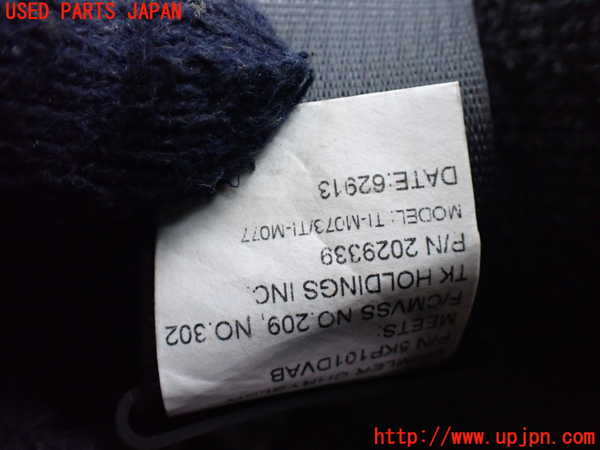 USED PARTS JAPAN
CHRYSLER
P/N 5KP101DVAB
MEETS:
F/CMVSS NO.209, NO.302
TK HOLDINGS INC.
P/N 2029339
MODEL: TI-M073/TI-M077
DATE:62913
http://www.upjpn.com/